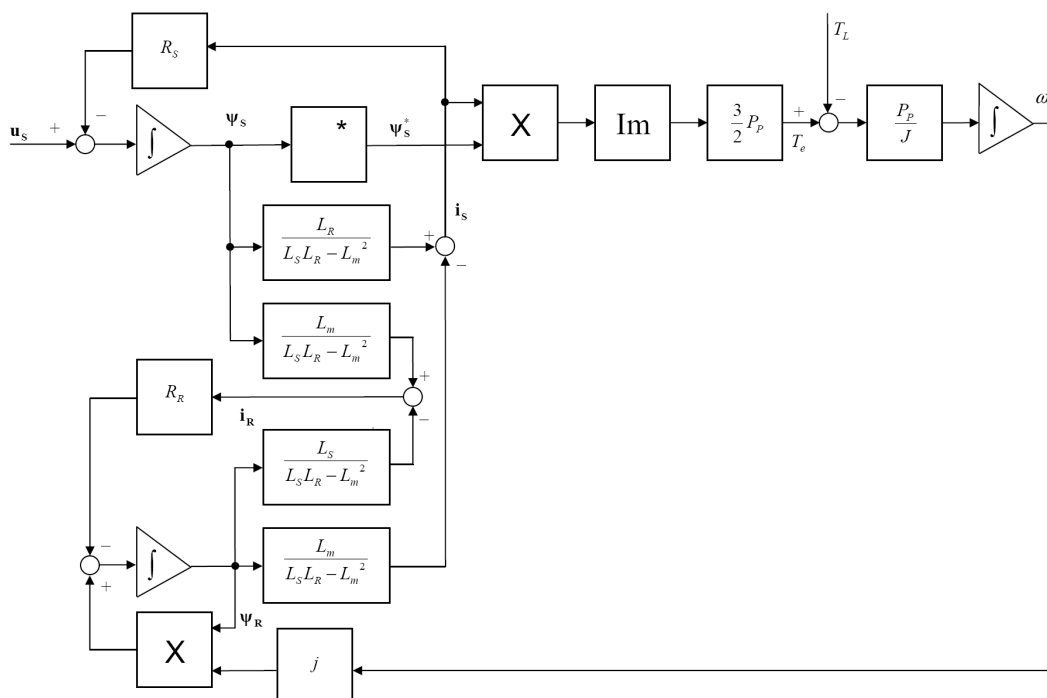 R_S
T_L
−
u_S
+
∫
ψ_S
*
ψ_S^*
X
Im
3/2 P_P
+
−
T_e
P_P/J
∫
ω
i_S
L_R/(L_S L_R − L_m^2)
+
−
L_m/(L_S L_R − L_m^2)
+
−
R_R
i_R
L_S/(L_S L_R − L_m^2)
−
+
∫
L_m/(L_S L_R − L_m^2)
ψ_R
X
j